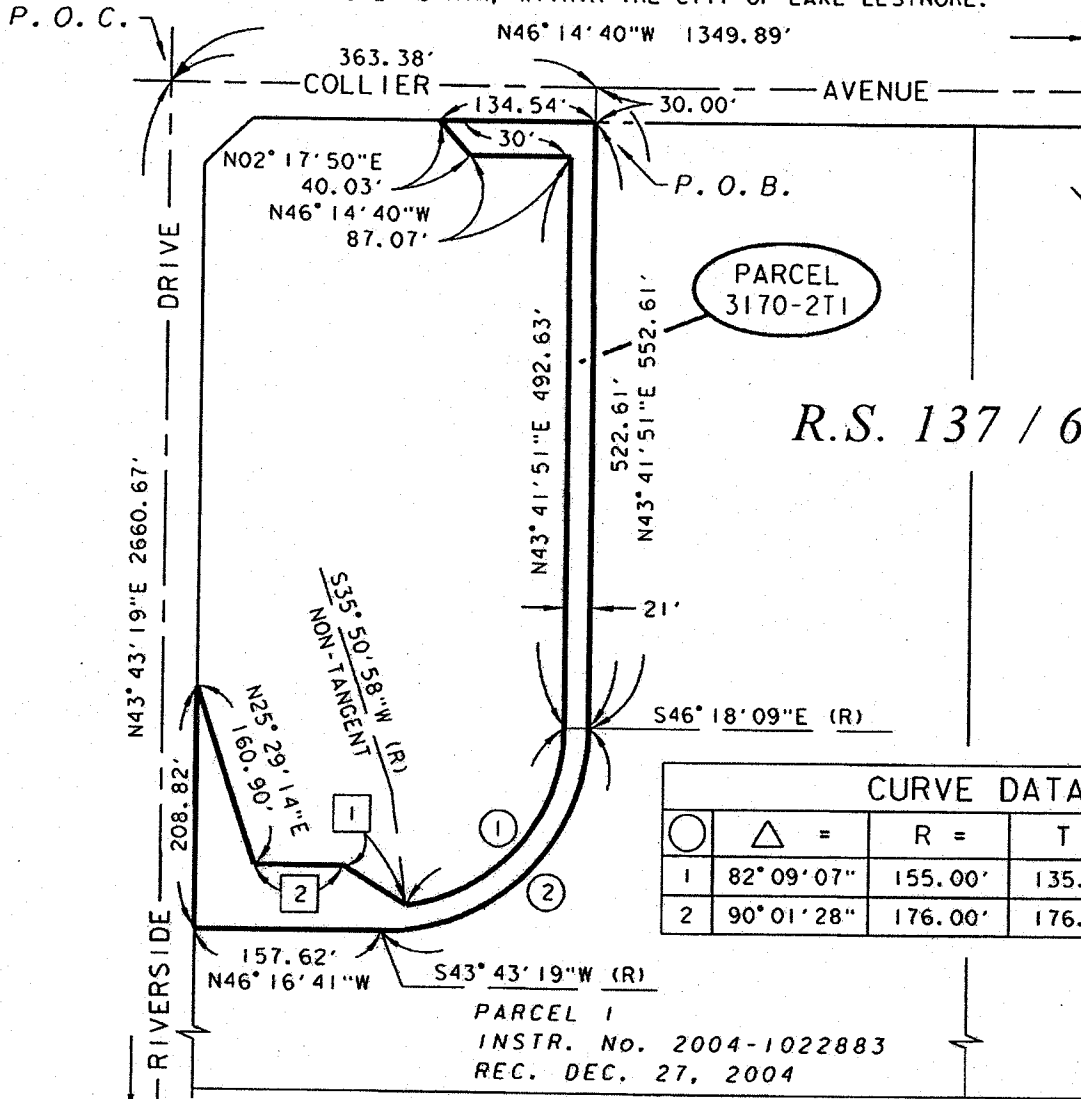 P.O.C.
N46°14'40"W 1349.89'
363.38'
COLLIER AVENUE
134.54' 30.00'
30'
N02°17'50"E
40.03'
P.O.B.
N46°14'40"W
87.07'
DRIVE
PARCEL
3170-2T1
N43°41'51"E 492.63'
522.61'
N43°41'51"E 552.61'
R.S. 137 / 6
N43°43'19"E 2660.67'
21'
S35°50'58"W (R)
NON-TANGENT
S46°18'09"E (R)
N25°29'14"E
160.90'
208.82'
1
2
1
2
CURVE DATA
△ = R = T
1 82°09'07" 155.00' 135.
2 90°01'28" 176.00' 176.
157.62'
N46°16'41"W
S43°43'19"W (R)
RIVERSIDE
PARCEL 1
INSTR. No. 2004-1022883
REC. DEC. 27, 2004